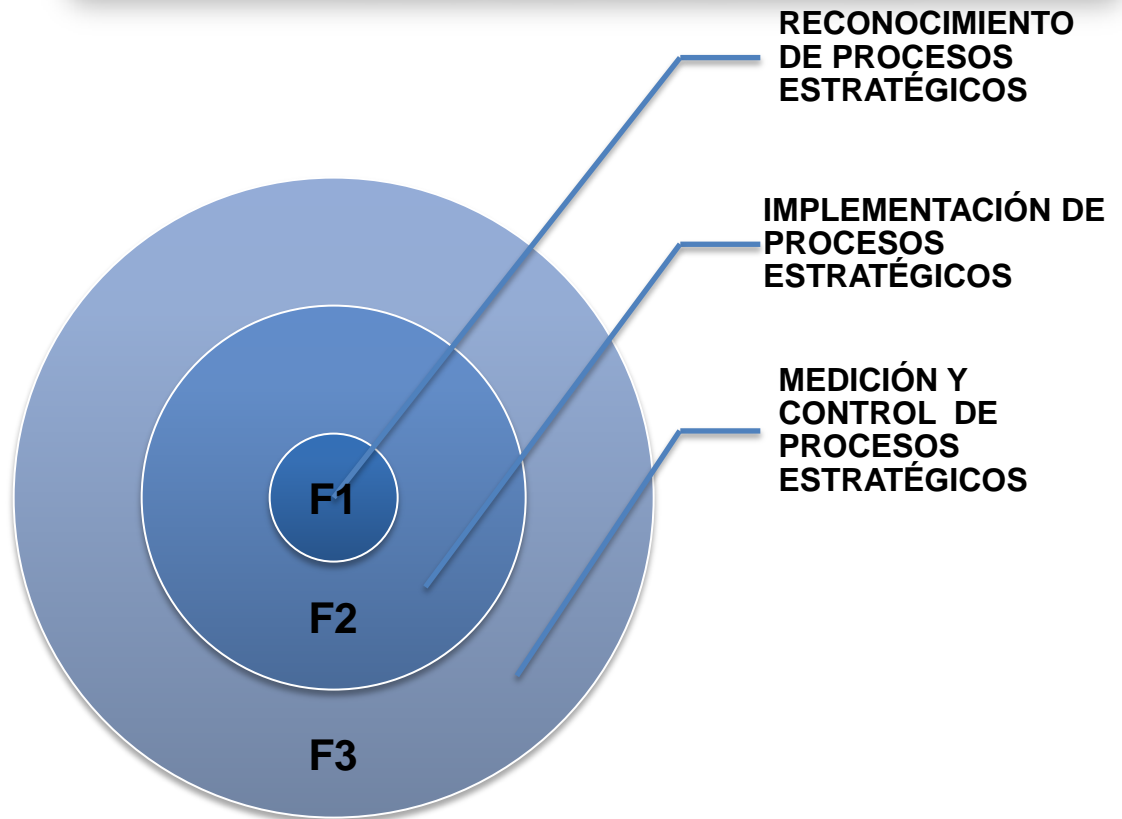 RECONOCIMIENTO
DE PROCESOS
ESTRATÉGICOS
IMPLEMENTACIÓN DE
PROCESOS
ESTRATÉGICOS
MEDICIÓN Y
CONTROL  DE
PROCESOS
ESTRATÉGICOS
F1
F2
F3